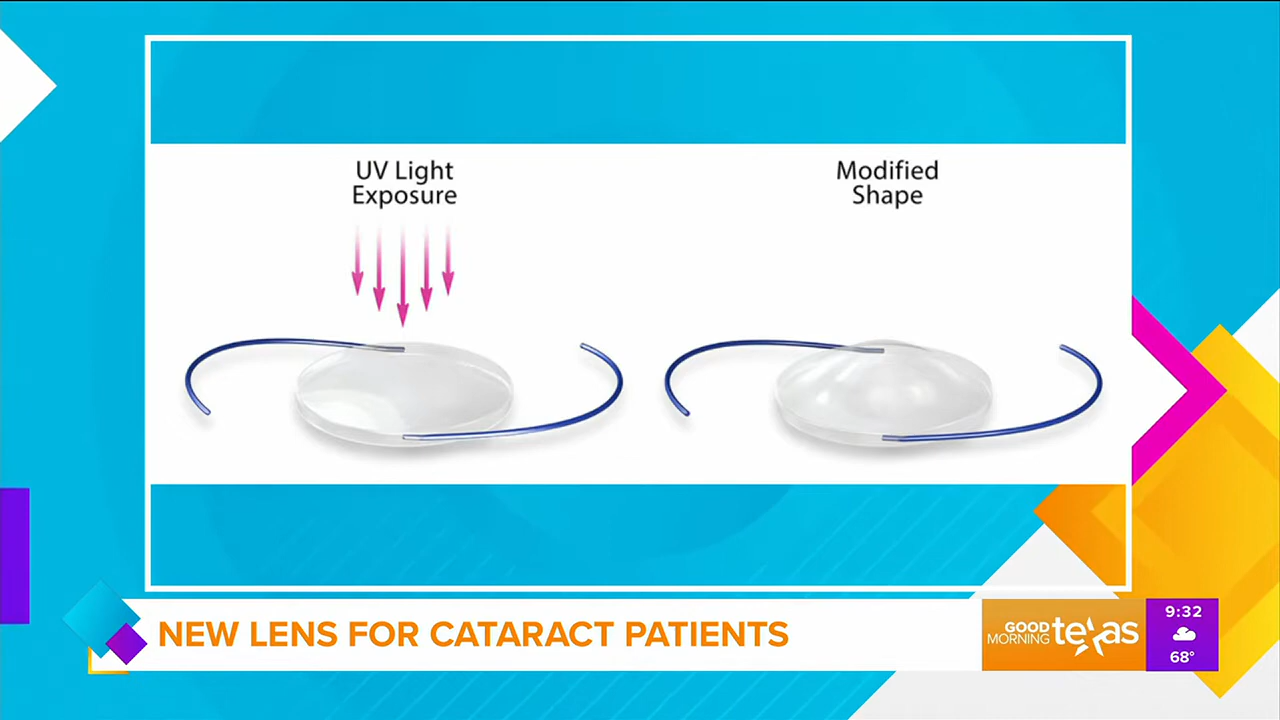 UV Light
Exposure
Modified
Shape
NEW LENS FOR CATARACT PATIENTS
GOOD
MORNING
texas
9:32
68°